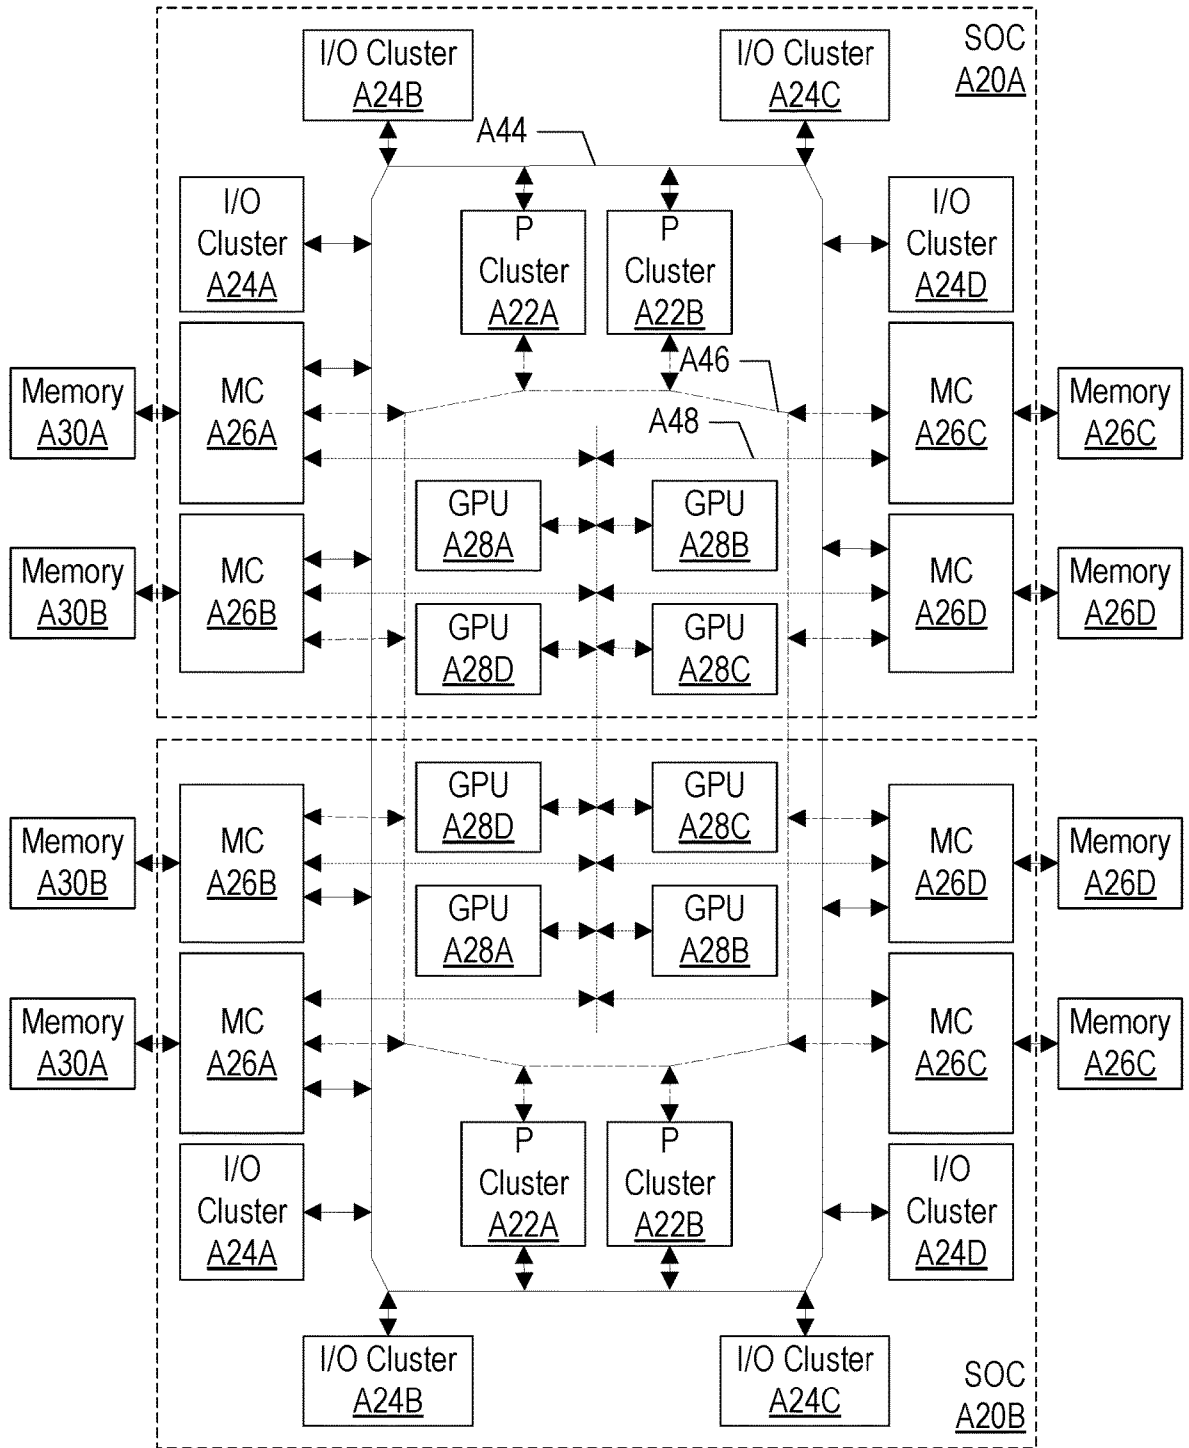 I/O Cluster
A24B
I/O Cluster
A24C
SOC
A20A
A44
I/O
Cluster
A24A
P
Cluster
A22A
P
Cluster
A22B
I/O
Cluster
A24D
A46
Memory
A30A
MC
A26A
A48
MC
A26C
Memory
A26C
GPU
A28A
GPU
A28B
Memory
A30B
MC
A26B
MC
A26D
Memory
A26D
GPU
A28D
GPU
A28C
GPU
A28D
GPU
A28C
Memory
A30B
MC
A26B
MC
A26D
Memory
A26D
GPU
A28A
GPU
A28B
Memory
A30A
MC
A26A
MC
A26C
Memory
A26C
I/O
Cluster
A24A
P
Cluster
A22A
P
Cluster
A22B
I/O
Cluster
A24D
I/O Cluster
A24B
I/O Cluster
A24C
SOC
A20B